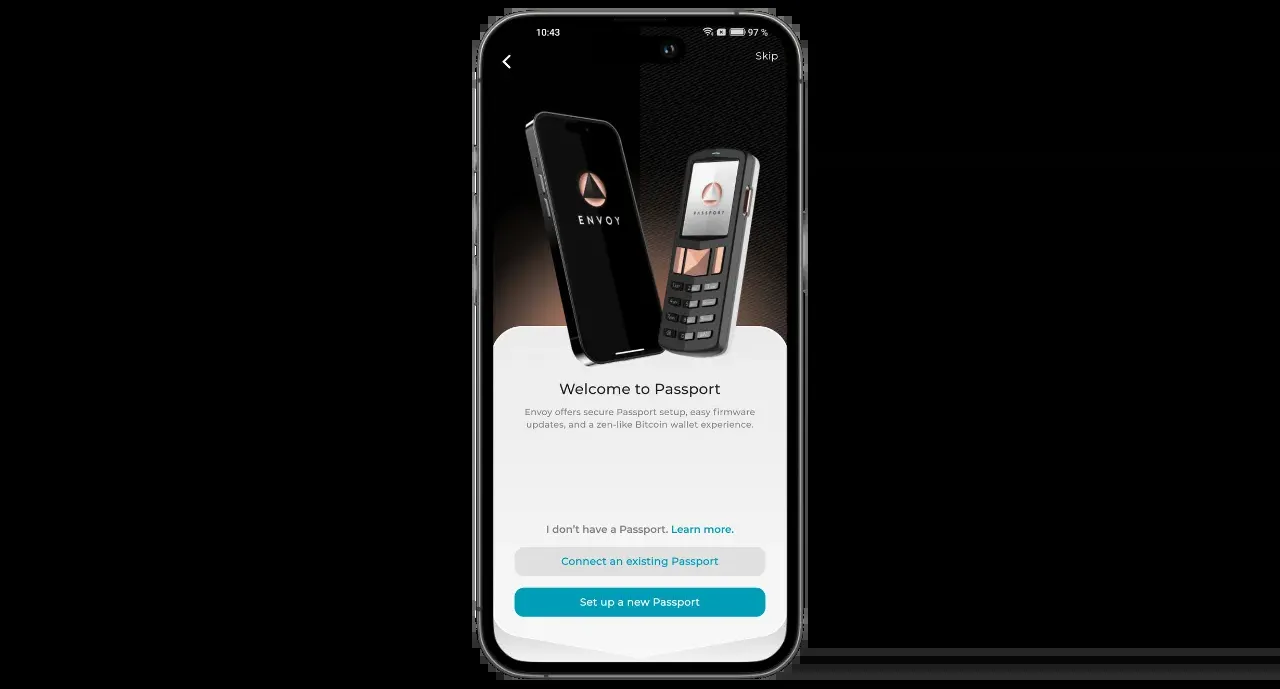 10:43
97 %
Skip
ENVOY
PASSPORT
Welcome to Passport
Envoy offers secure Passport setup, easy firmware
updates, and a zen-like Bitcoin wallet experience.
I don't have a Passport. Learn more.
Connect an existing Passport
Set up a new Passport